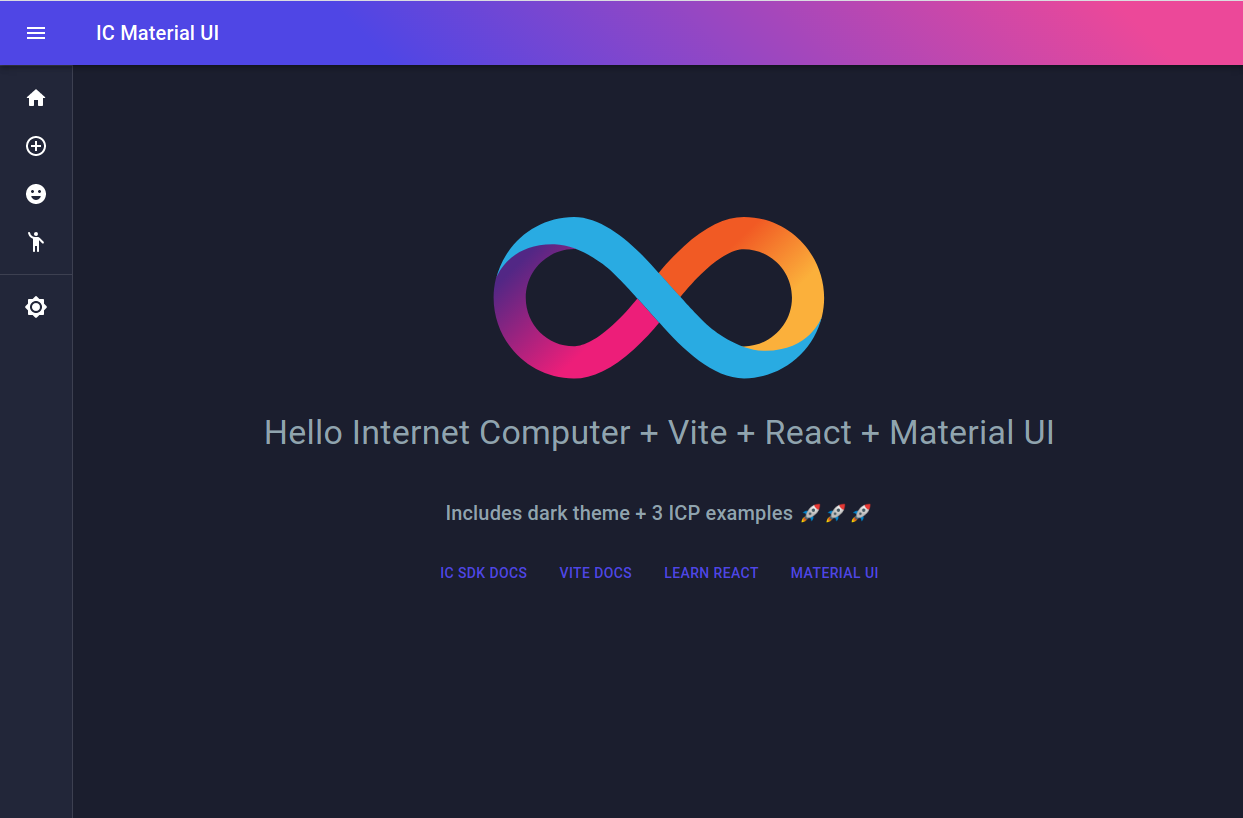 IC Material UI
Hello Internet Computer + Vite + React + Material UI
Includes dark theme + 3 ICP examples 🚀 🚀 🚀
IC SDK DOCS VITE DOCS LEARN REACT MATERIAL UI